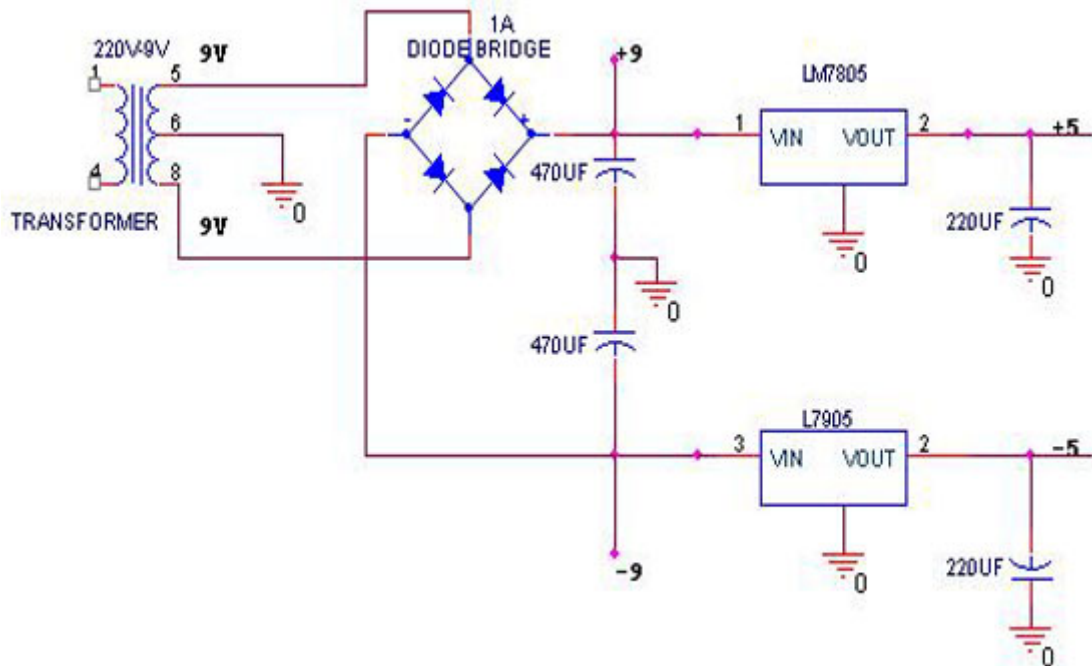 1A
DIODE BRIDGE
220V-9V
9V
+9
LM7805
1
5
6
4
8
-
+
1
VIN
VOUT
2
+5
470UF
0
0
220UF
0
TRANSFORMER
9V
0
470UF
L7905
3
VIN
VOUT
2
-5
-9
0
220UF
0